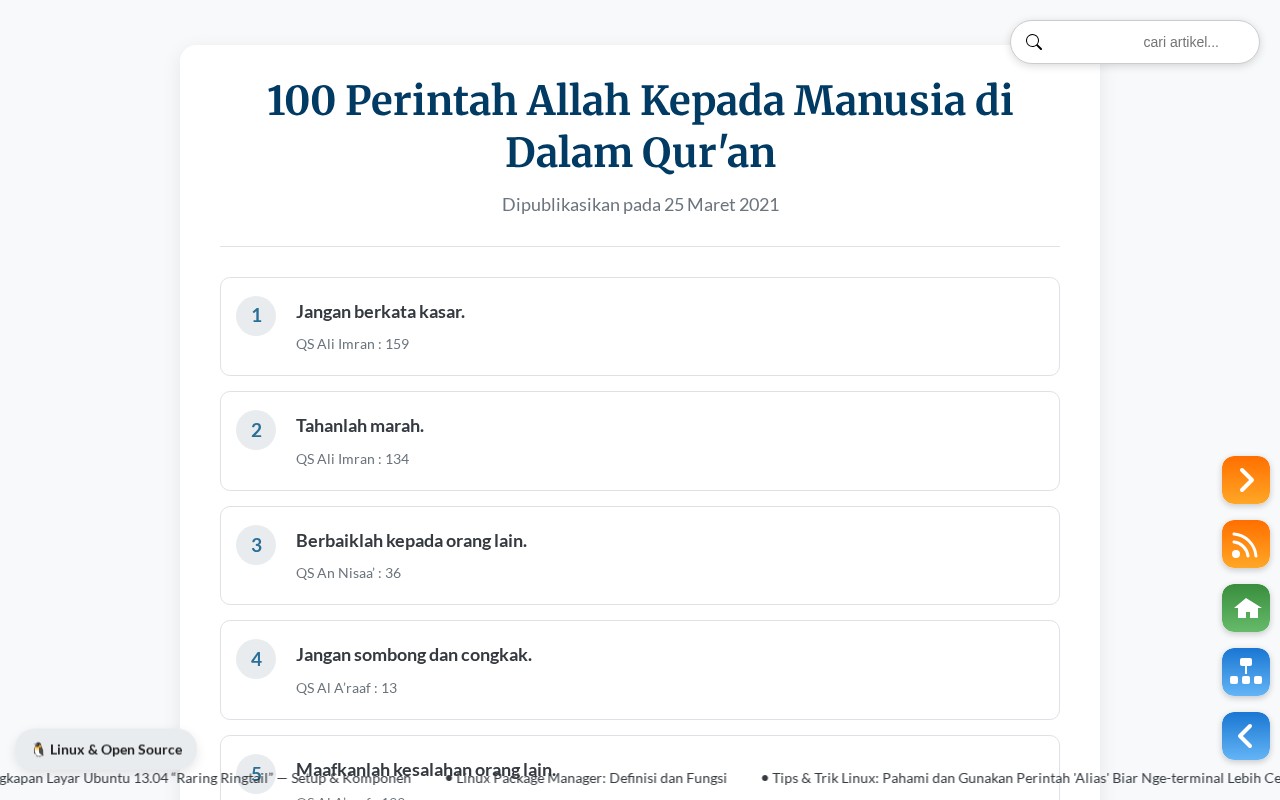 cari artikel...
100 Perintah Allah Kepada Manusia di
Dalam Qur'an
Dipublikasikan pada 25 Maret 2021
1
Jangan berkata kasar.
QS Ali Imran : 159
2
Tahanlah marah.
QS Ali Imran : 134
3
Berbaiklah kepada orang lain.
QS An Nisaa’ : 36
4
Jangan sombong dan congkak.
QS Al A’raaf : 13
5
Maafkanlah kesalahan orang lain.
🐧 Linux & Open Source
gkapan Layar Ubuntu 13.04 “Raring Ringtail” — Setup & Komponen • Linux Package Manager: Definisi dan Fungsi • Tips & Trik Linux: Pahami dan Gunakan Perintah 'Alias' Biar Nge-terminal Lebih Ce